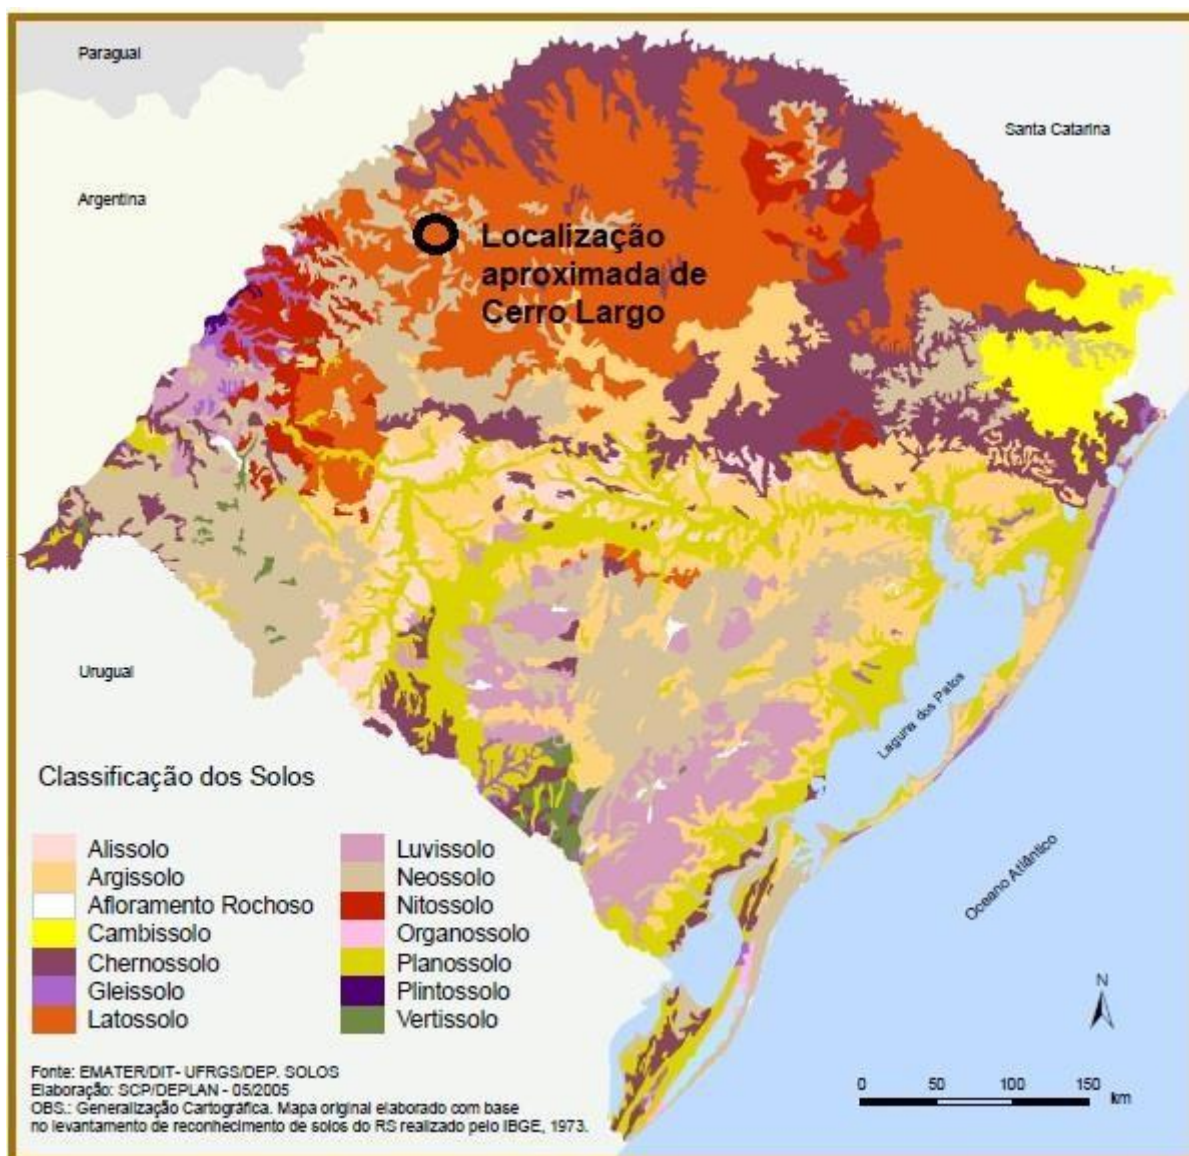 Paraguai
Santa Catarina
Argentina
Localização
aproximada de
Cerro Largo
Uruguai
Laguna dos Patos
Oceano Atlântico
Classificação dos Solos
Alissolo
Argissolo
Afloramento Rochoso
Cambissolo
Chernossolo
Gleissolo
Latossolo
Luvissolo
Neossolo
Nitossolo
Organossolo
Planossolo
Plintossolo
Vertissolo
N
0 50 100 150
km
Fonte: EMATER/DIT- UFRGS/DEP. SOLOS
Elaboração: SCP/DEPLAN - 05/2005
OBS.: Generalização Cartográfica. Mapa original elaborado com base
no levantamento de reconhecimento de solos do RS realizado pelo IBGE, 1973.